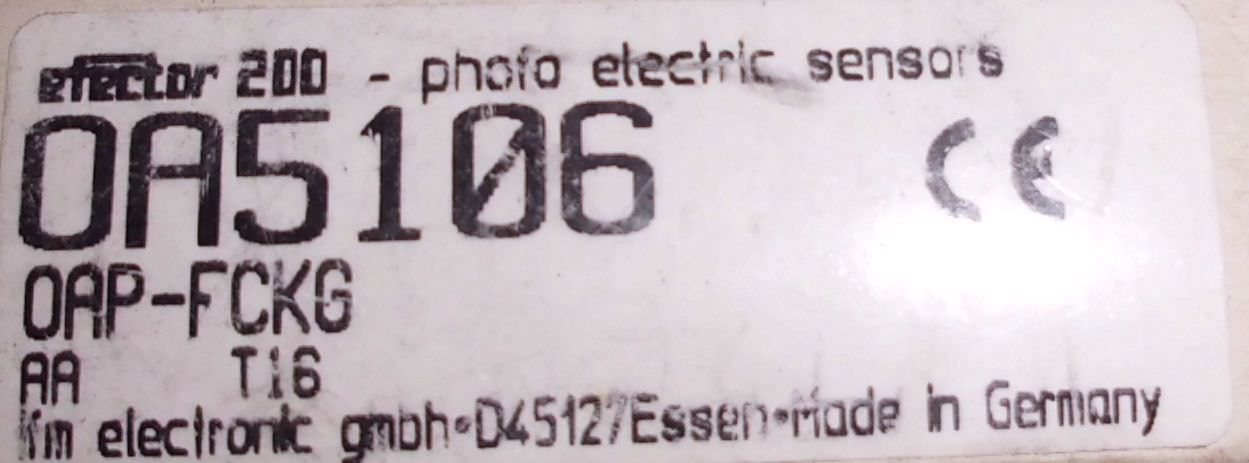 efector 200 - photo electric sensors
OA5106
CE
OAP-FCKG
AA T16
ifm electronic gmbh•D45127Essen•Made in Germany